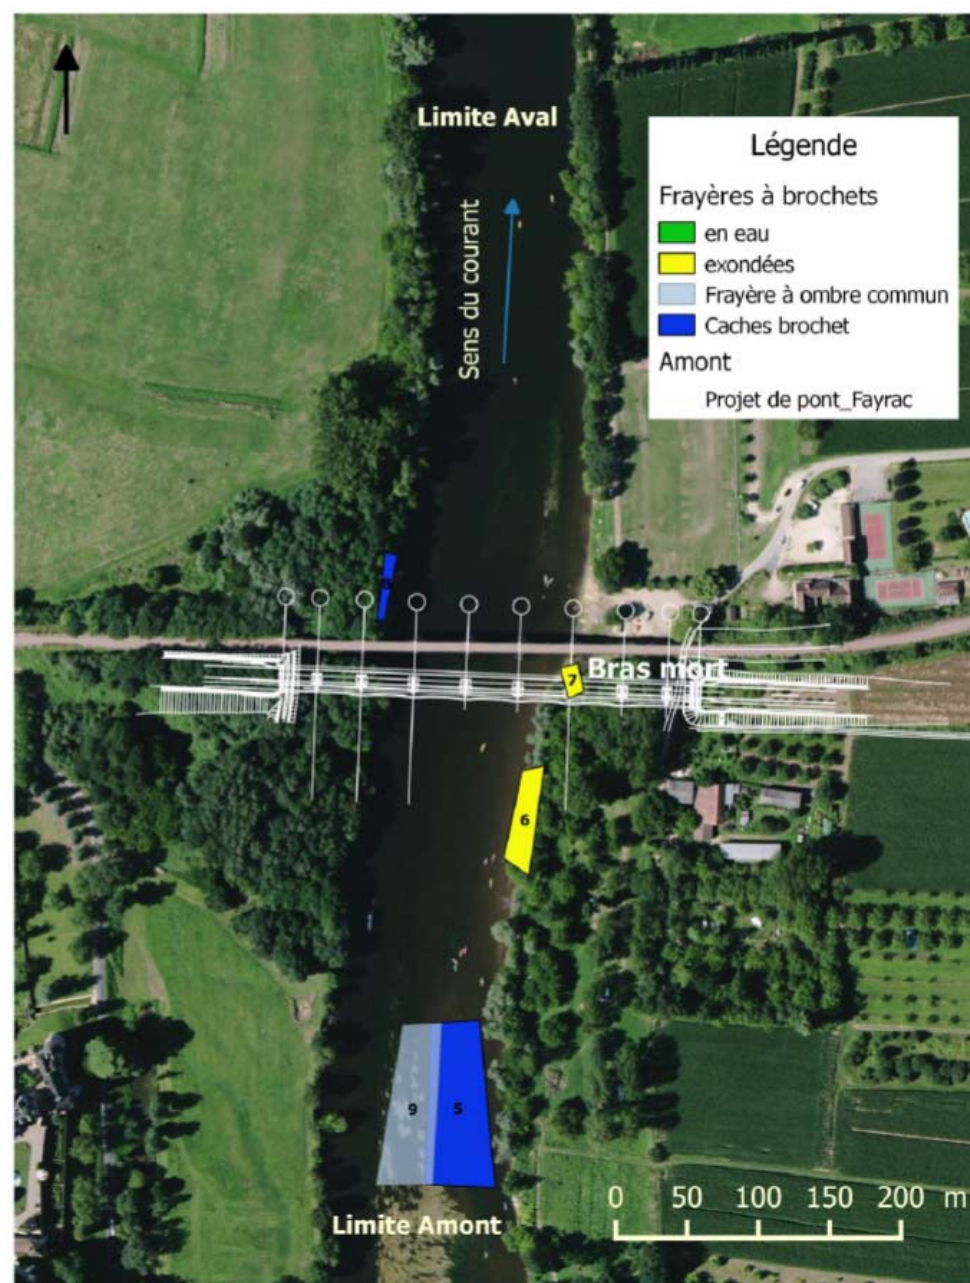 Limite Aval
Sens du courant
Légende
Frayères à brochets
en eau
exondées
Frayère à ombre commun
Caches brochet
Amont
Projet de pont_Fayrac
Bras mort
7
6
9
5
0 50 100 150 200 m
Limite Amont